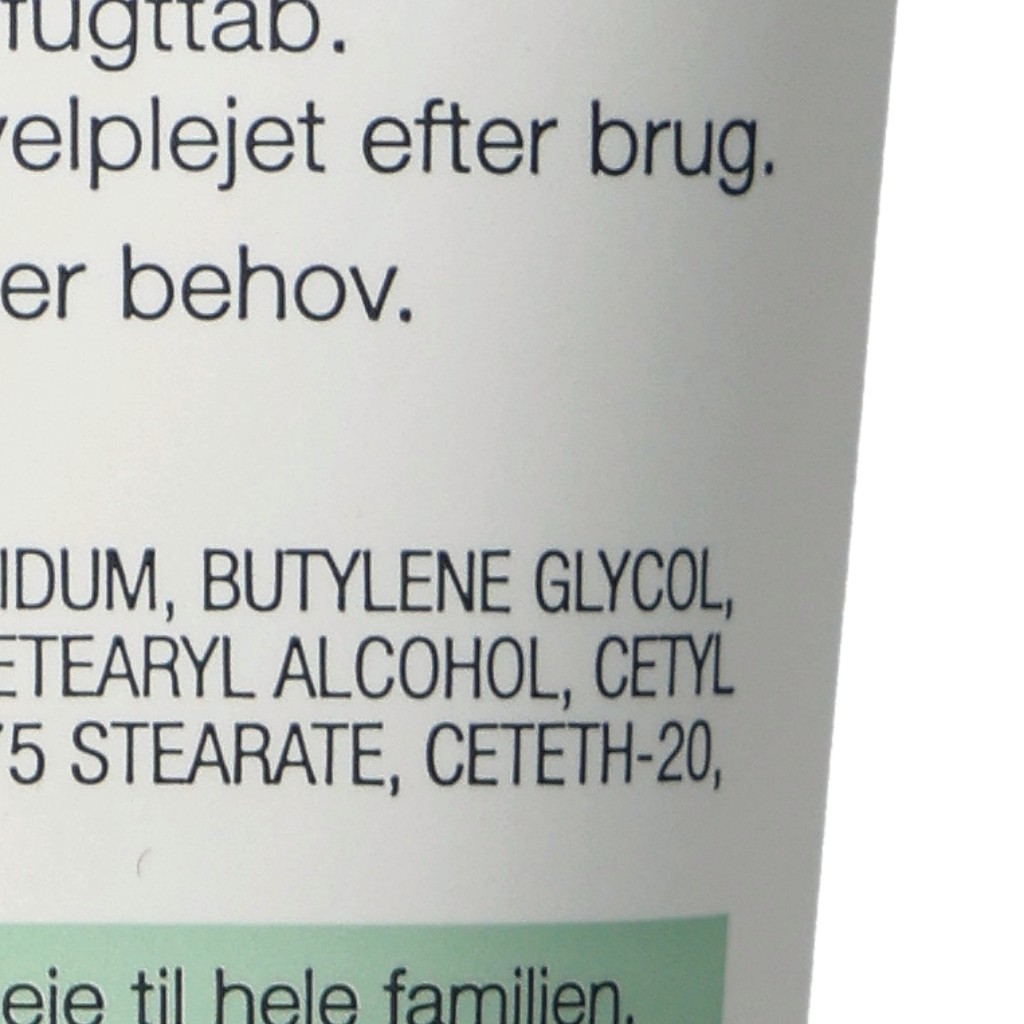 fugttab.
velplejet efter brug.
er behov.
IDUM, BUTYLENE GLYCOL,
ETEARYL ALCOHOL, CETYL
75 STEARATE, CETETH-20,
eje til hele familien.